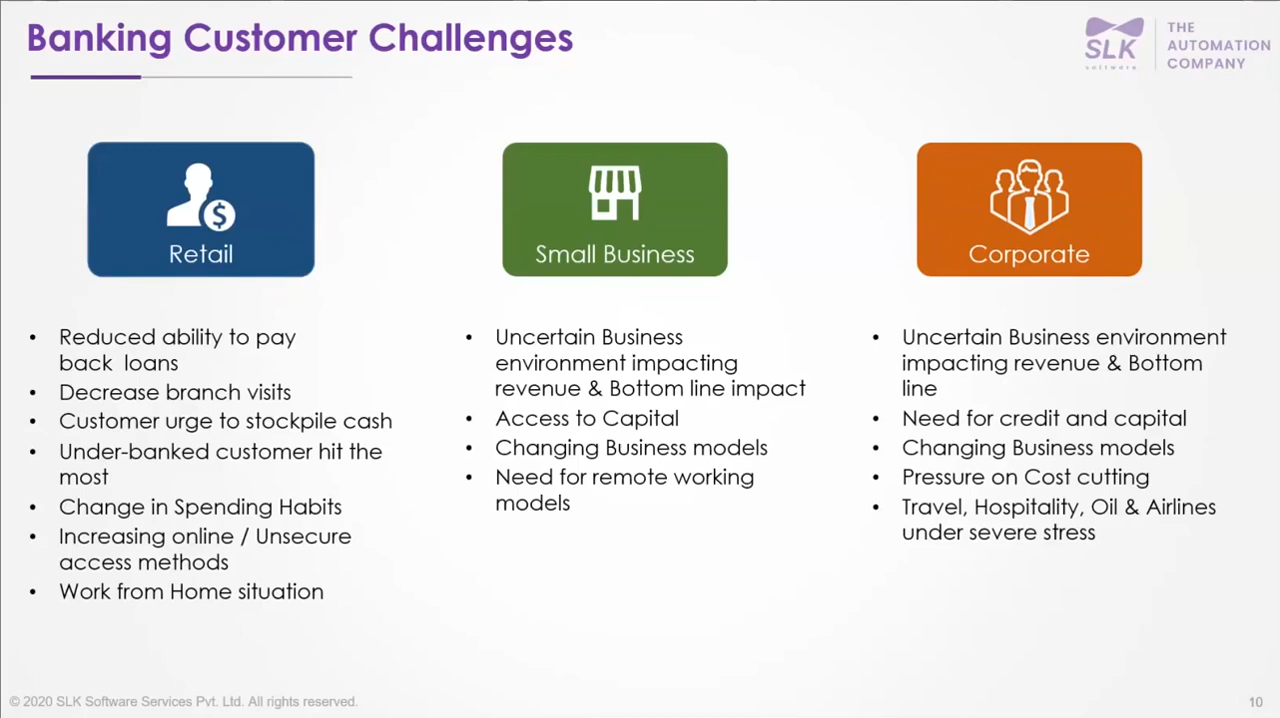 Banking Customer Challenges
SLK
software
THE
AUTOMATION
COMPANY
Retail
• Reduced ability to pay
back loans
• Decrease branch visits
• Customer urge to stockpile cash
• Under-banked customer hit the
most
• Change in Spending Habits
• Increasing online / Unsecure
access methods
• Work from Home situation
Small Business
• Uncertain Business
environment impacting
revenue & Bottom line impact
• Access to Capital
• Changing Business models
• Need for remote working
models
Corporate
• Uncertain Business environment
impacting revenue & Bottom
line
• Need for credit and capital
• Changing Business models
• Pressure on Cost cutting
• Travel, Hospitality, Oil & Airlines
under severe stress
© 2020 SLK Software Services Pvt. Ltd. All rights reserved.
10